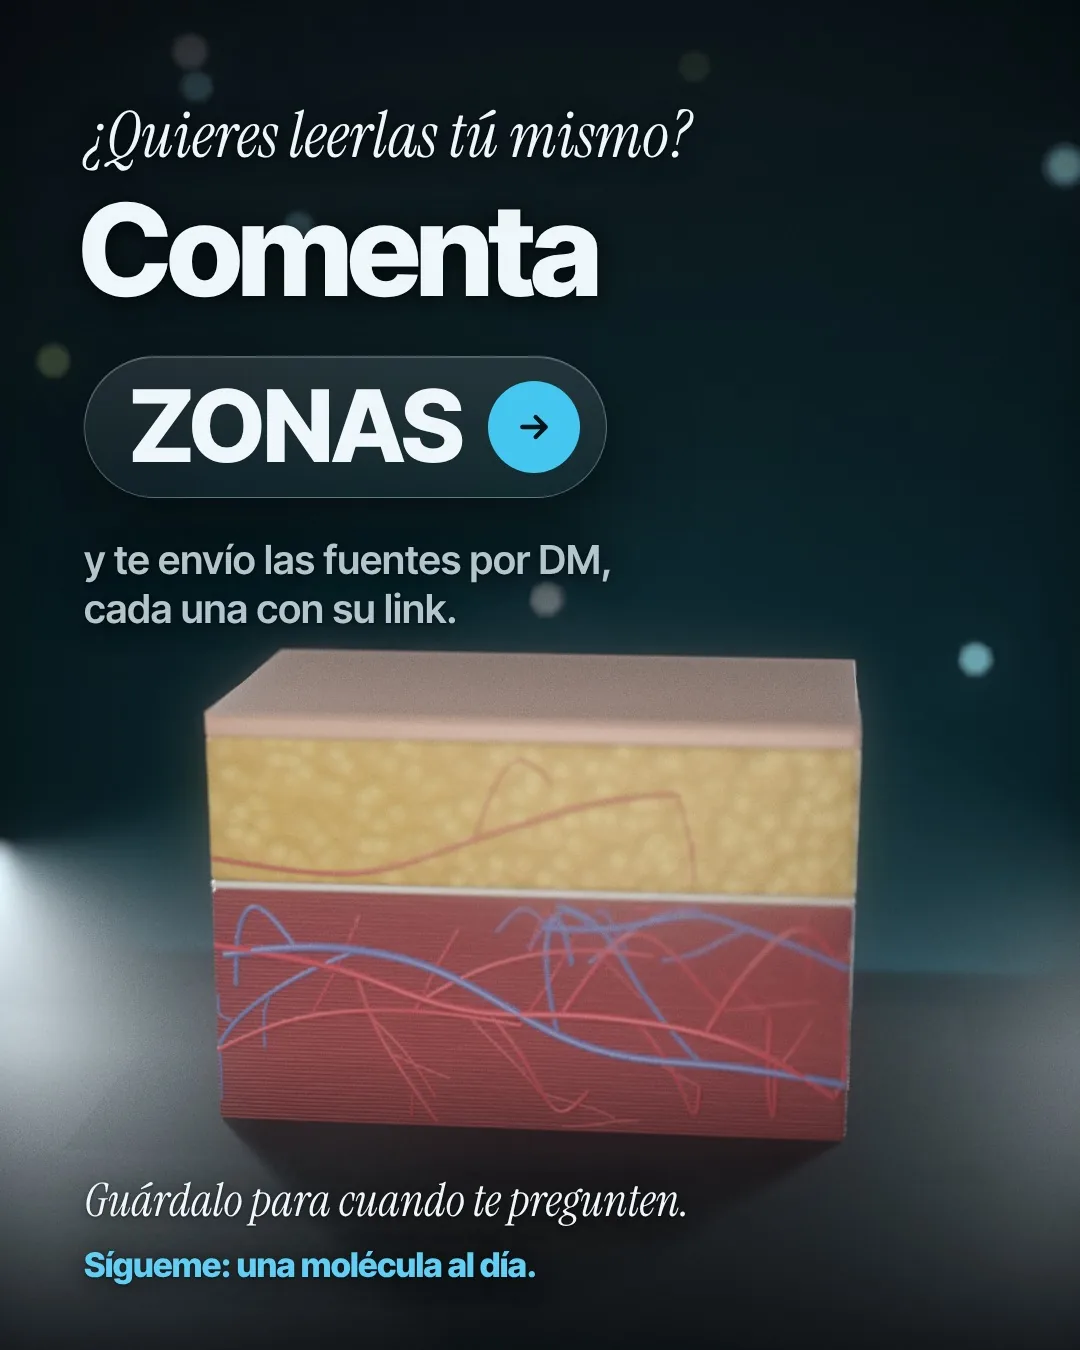 ¿Quieres leerlas tú mismo?
Comenta
ZONAS →
y te envío las fuentes por DM,
cada una con su link.
Guárdalo para cuando te pregunten.
Sígueme: una molécula al día.